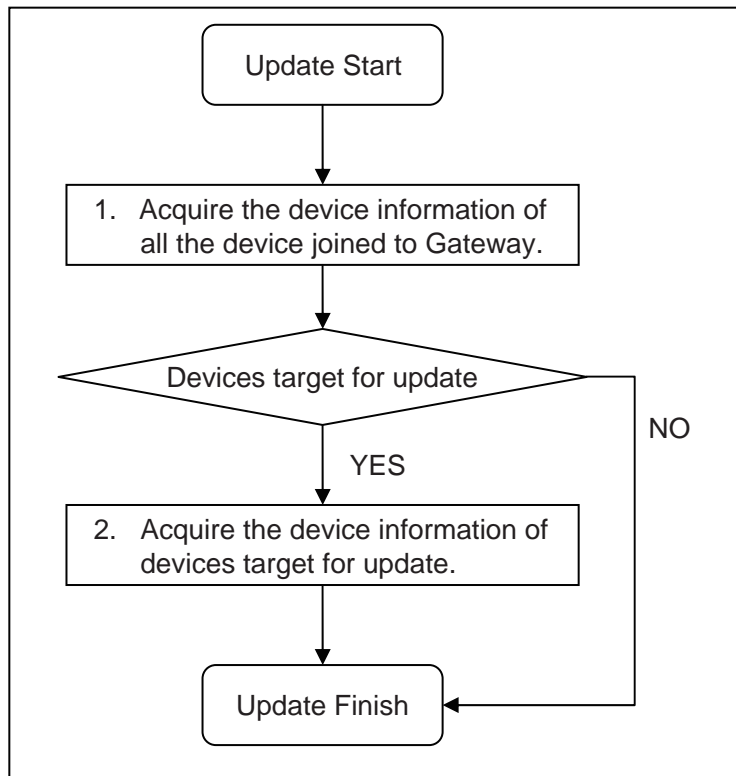 Update Start
1. Acquire the device information of
all the device joined to Gateway.
Devices target for update
NO
YES
2. Acquire the device information of
devices target for update.
Update Finish